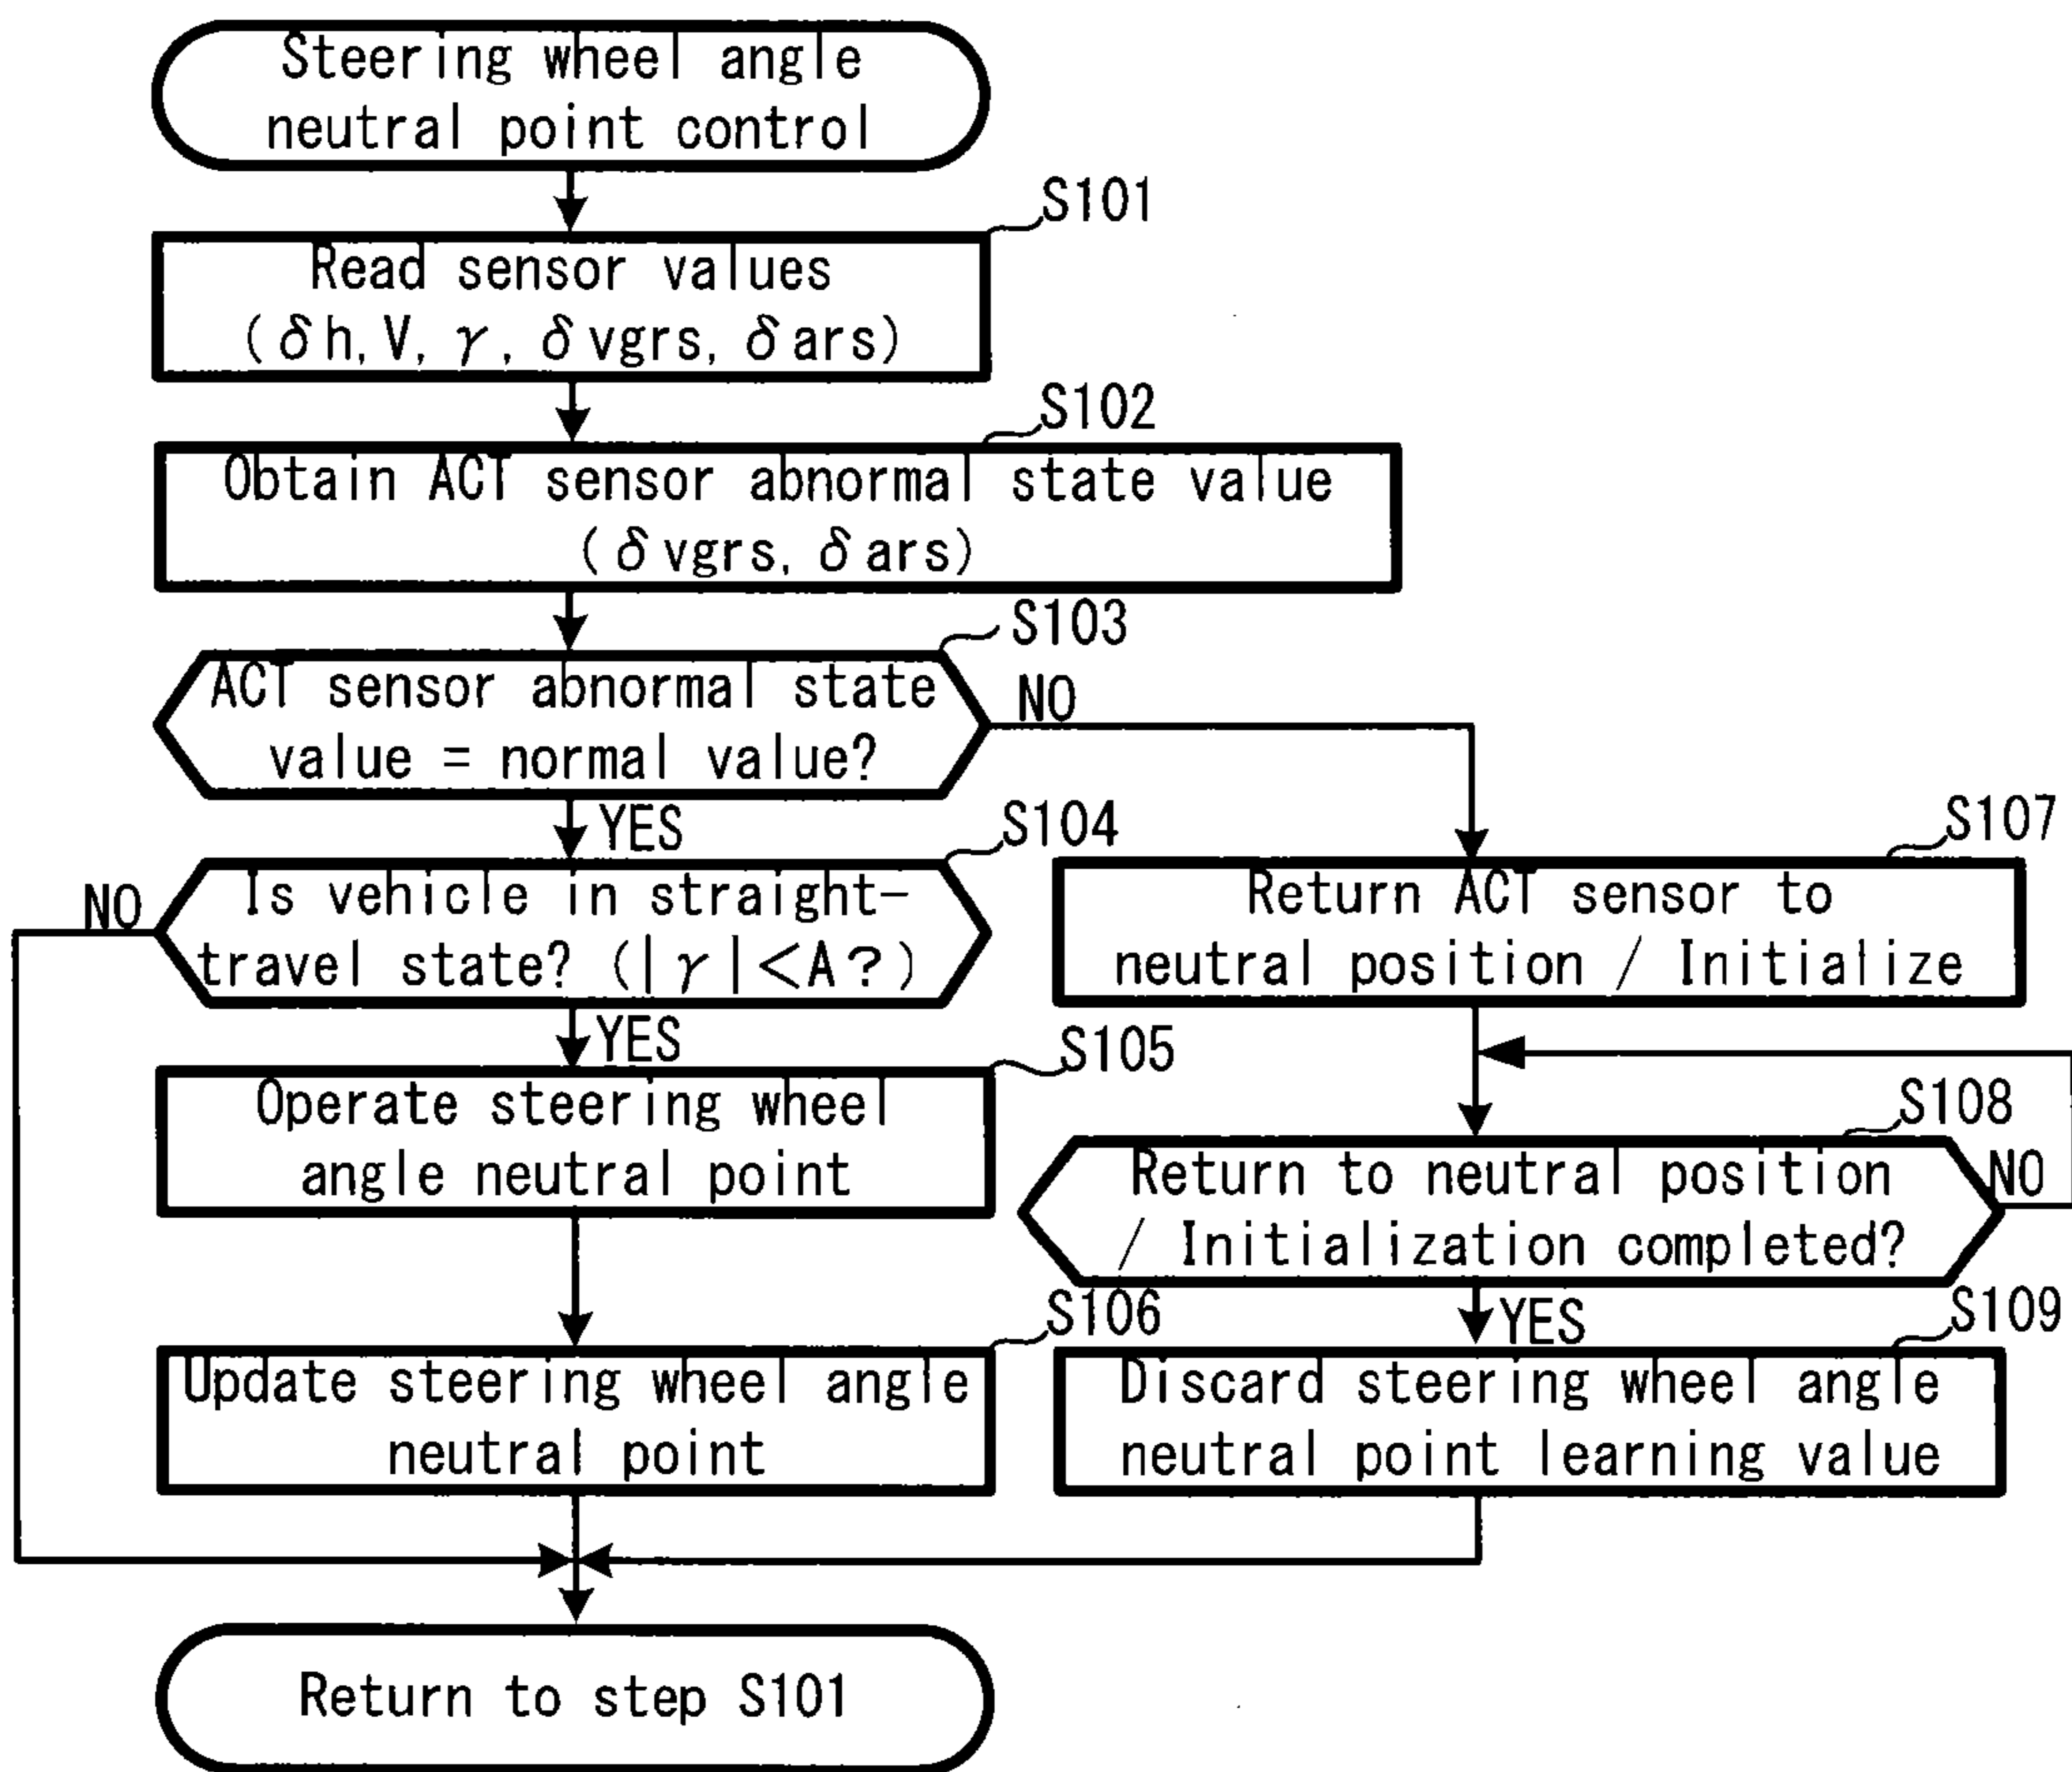 Steering wheel angle
neutral point control
S101
Read sensor values
(δh, V, γ, δvgrs, δars)
S102
Obtain ACT sensor abnormal state value
(δvgrs, δars)
S103
ACT sensor abnormal state
value = normal value?
NO
YES
S104
NO
Is vehicle in straight-
travel state? (|γ|<A?)
YES
S105
Operate steering wheel
angle neutral point
S106
Update steering wheel angle
neutral point
S107
Return ACT sensor to
neutral position / Initialize
S108
Return to neutral position
/ Initialization completed?
NO
YES
S109
Discard steering wheel angle
neutral point learning value
Return to step S101